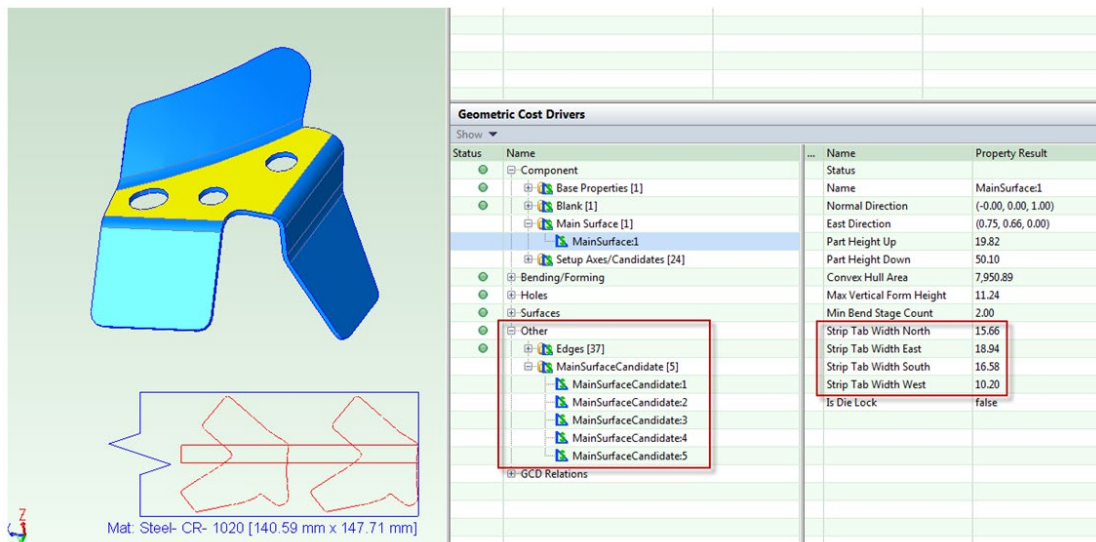 Geometric Cost Drivers
Show
Status Name ... Name Property Result
Component Status
Base Properties [1] Name MainSurface:1
Blank [1] Normal Direction (-0.00, 0.00, 1.00)
Main Surface [1] East Direction (0.75, 0.66, 0.00)
MainSurface:1 Part Height Up 19.82
Setup Axes/Candidates [24] Part Height Down 50.10
Bending/Forming Convex Hull Area 7,950.89
Holes Max Vertical Form Height 11.24
Surfaces Min Bend Stage Count 2.00
Other Strip Tab Width North 15.66
Edges [37] Strip Tab Width East 18.94
MainSurfaceCandidate [5] Strip Tab Width South 16.58
MainSurfaceCandidate:1 Strip Tab Width West 10.20
MainSurfaceCandidate:2 Is Die Lock false
MainSurfaceCandidate:3
MainSurfaceCandidate:4
MainSurfaceCandidate:5
GCD Relations
Z
Mat: Steel- CR- 1020 [140.59 mm x 147.71 mm]